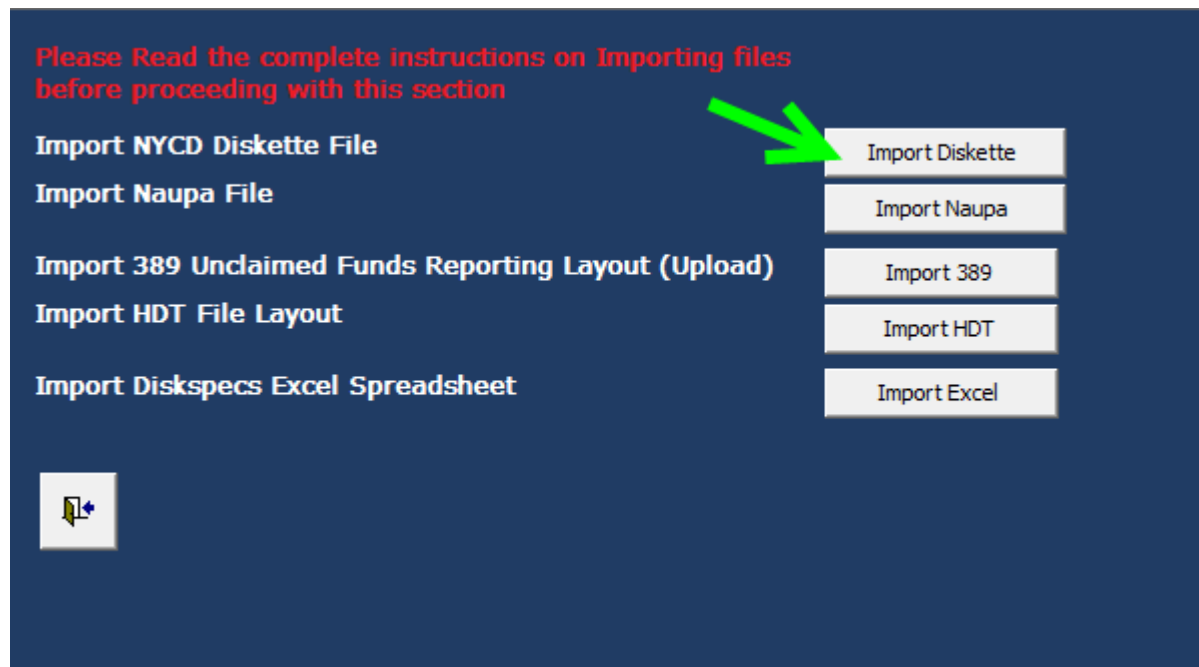 Please Read the complete instructions on Importing files
before proceeding with this section
Import NYCD Diskette File
Import Diskette
Import Naupa File
Import Naupa
Import 389 Unclaimed Funds Reporting Layout (Upload)
Import 389
Import HDT File Layout
Import HDT
Import Diskspecs Excel Spreadsheet
Import Excel